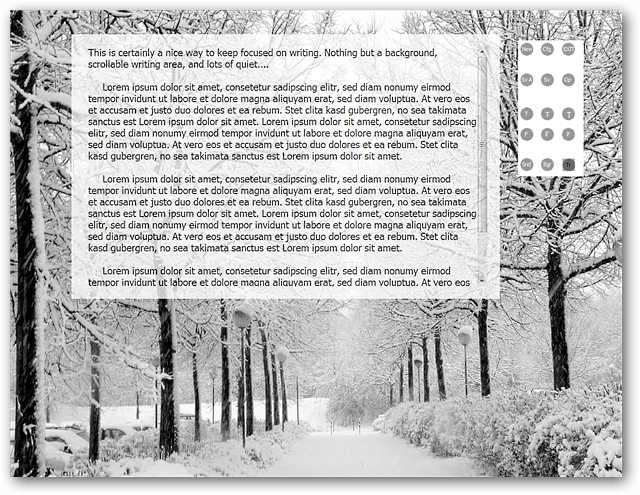 This is certainly a nice way to keep focused on writing. Nothing but a background,
scrollable writing area, and lots of quiet....
Lorem ipsum dolor sit amet, consetetur sadipscing elitr, sed diam nonumy eirmod
tempor invidunt ut labore et dolore magna aliquyam erat, sed diam voluptua. At vero eos
et accusam et justo duo dolores et ea rebum. Stet clita kasd gubergren, no sea takimata
sanctus est Lorem ipsum dolor sit amet. Lorem ipsum dolor sit amet, consetetur sadipscing
elitr, sed diam nonumy eirmod tempor invidunt ut labore et dolore magna aliquyam erat,
sed diam voluptua. At vero eos et accusam et justo duo dolores et ea rebum. Stet clita
kasd gubergren, no sea takimata sanctus est Lorem ipsum dolor sit amet.
Lorem ipsum dolor sit amet, consetetur sadipscing elitr, sed diam nonumy eirmod
tempor invidunt ut labore et dolore magna aliquyam erat, sed diam voluptua. At vero eos
et accusam et justo duo dolores et ea rebum. Stet clita kasd gubergren, no sea takimata
sanctus est Lorem ipsum dolor sit amet. Lorem ipsum dolor sit amet, consetetur sadipscing
elitr, sed diam nonumy eirmod tempor invidunt ut labore et dolore magna aliquyam erat,
sed diam voluptua. At vero eos et accusam et justo duo dolores et ea rebum. Stet clita
kasd gubergren, no sea takimata sanctus est Lorem ipsum dolor sit amet.
Lorem ipsum dolor sit amet, consetetur sadipscing elitr, sed diam nonumy eirmod
tempor invidunt ut labore et dolore magna aliquyam erat, sed diam voluptua. At vero eos
New Cfg
Sv A Sv Op
T T T
F F F